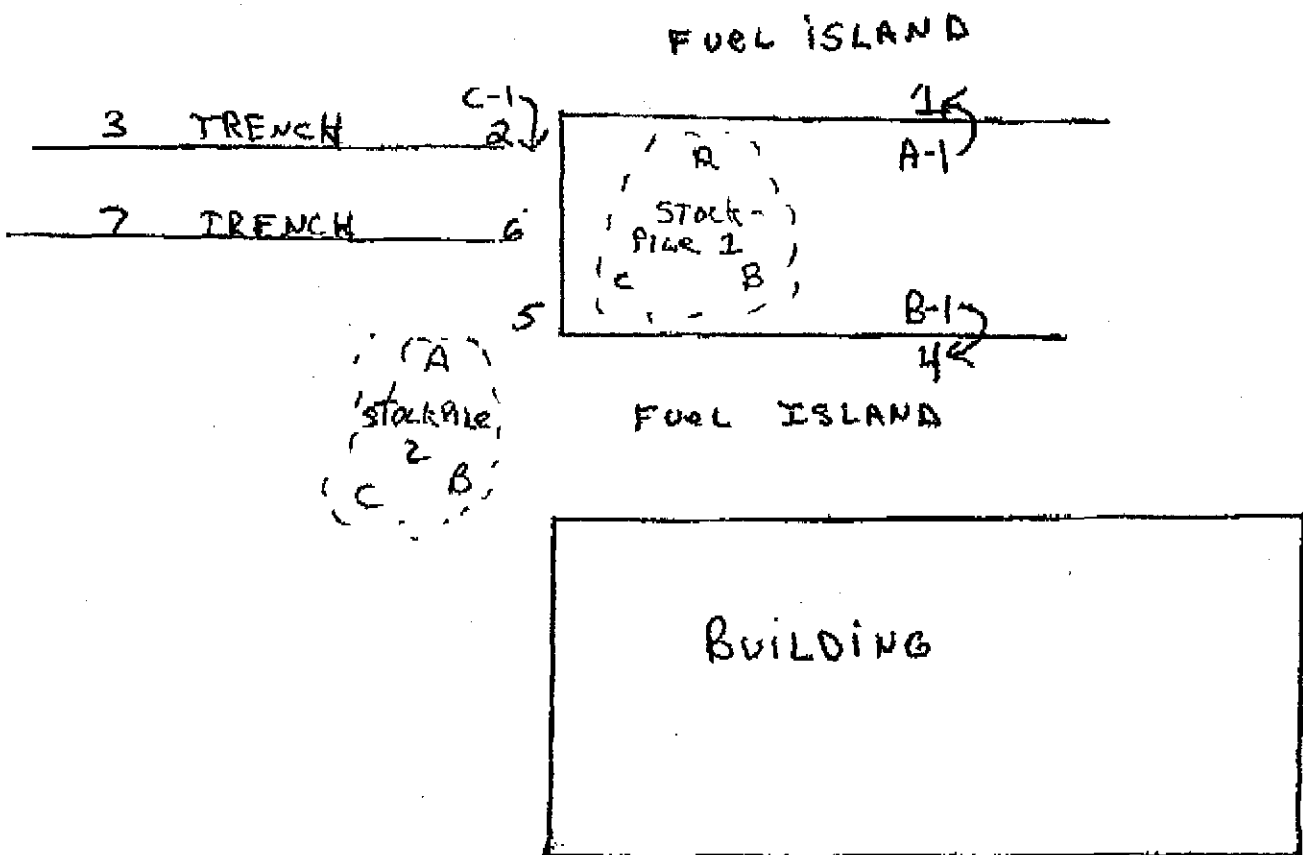 FUEL ISLAND
C-1
1
3 TRENCH 2
A-1
A
7 TRENCH 6
STOCK-
PILE 1
C B
B-1
5
4
A
STOCKPILE
2
C B
FUEL ISLAND
BUILDING